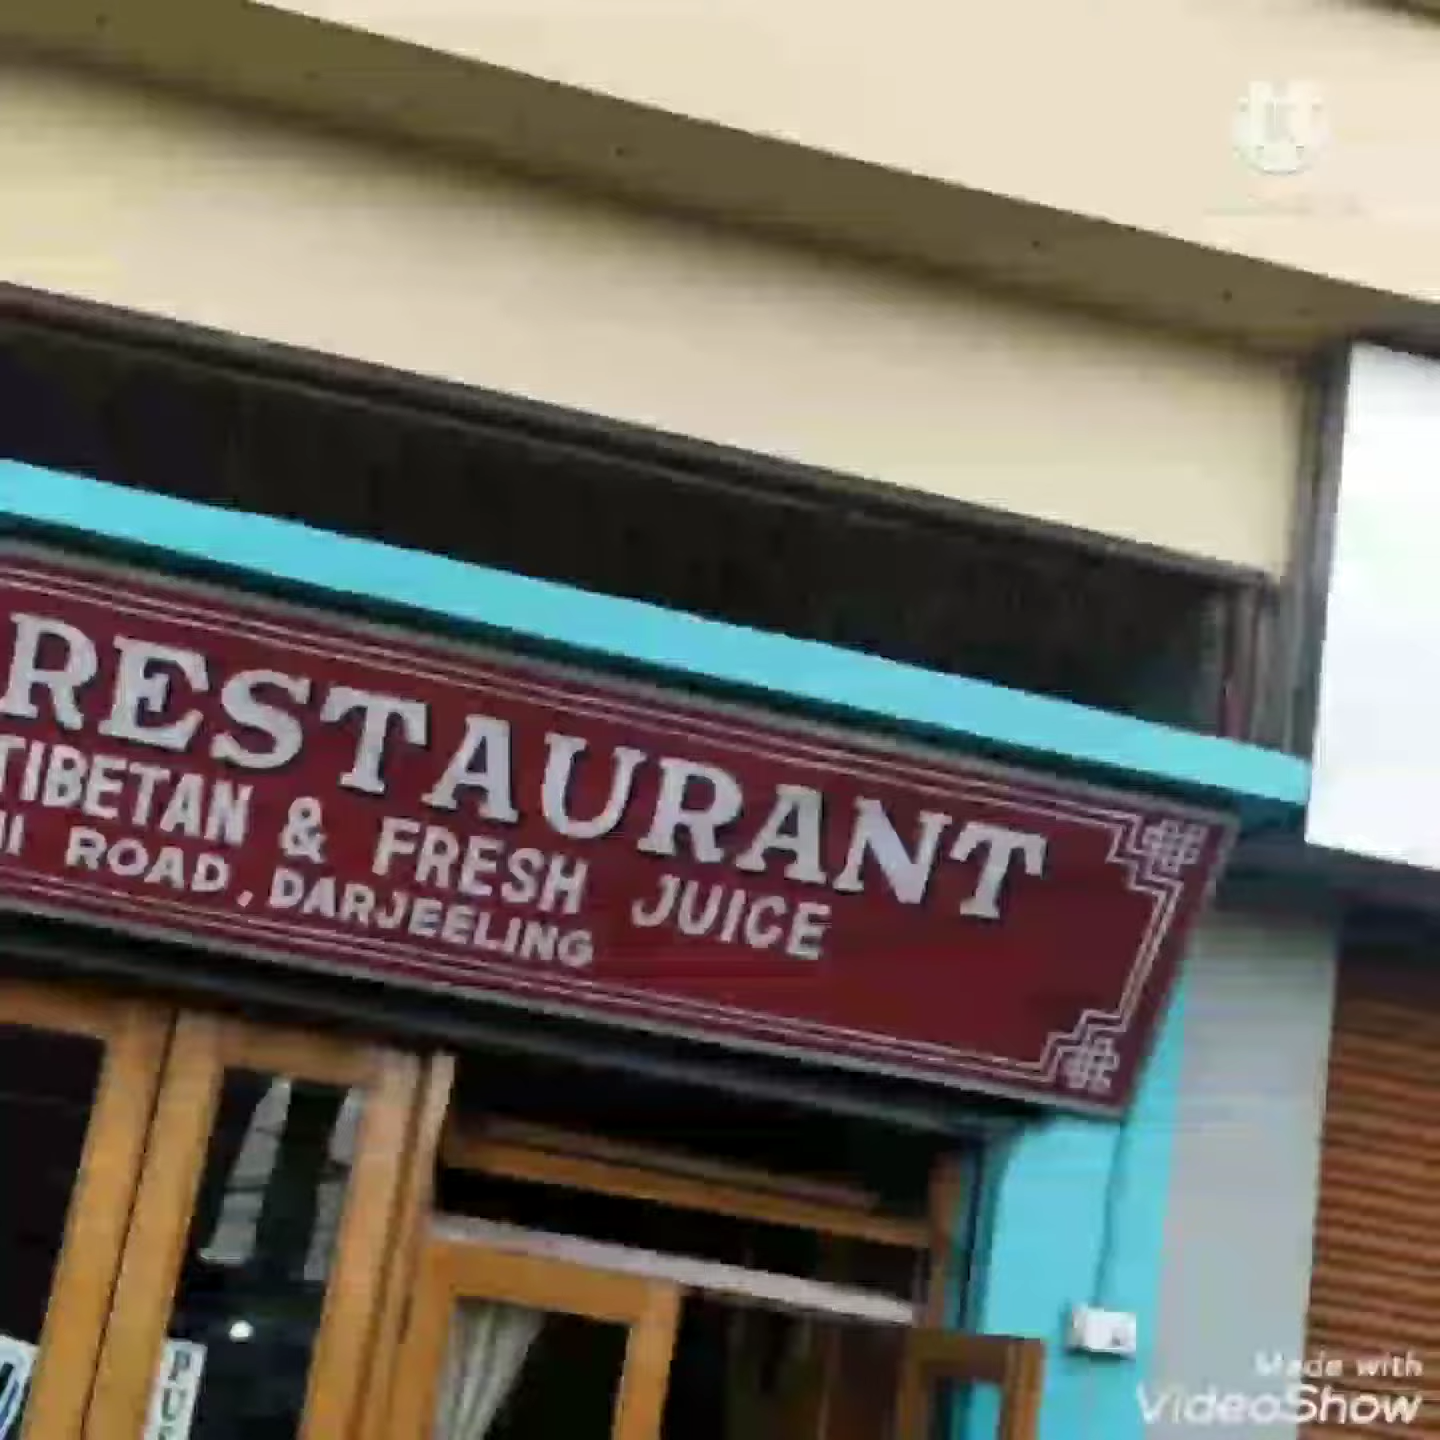 RESTAURANT
TIBETAN & FRESH JUICE
ROAD, DARJEELING
Made with
VideoShow